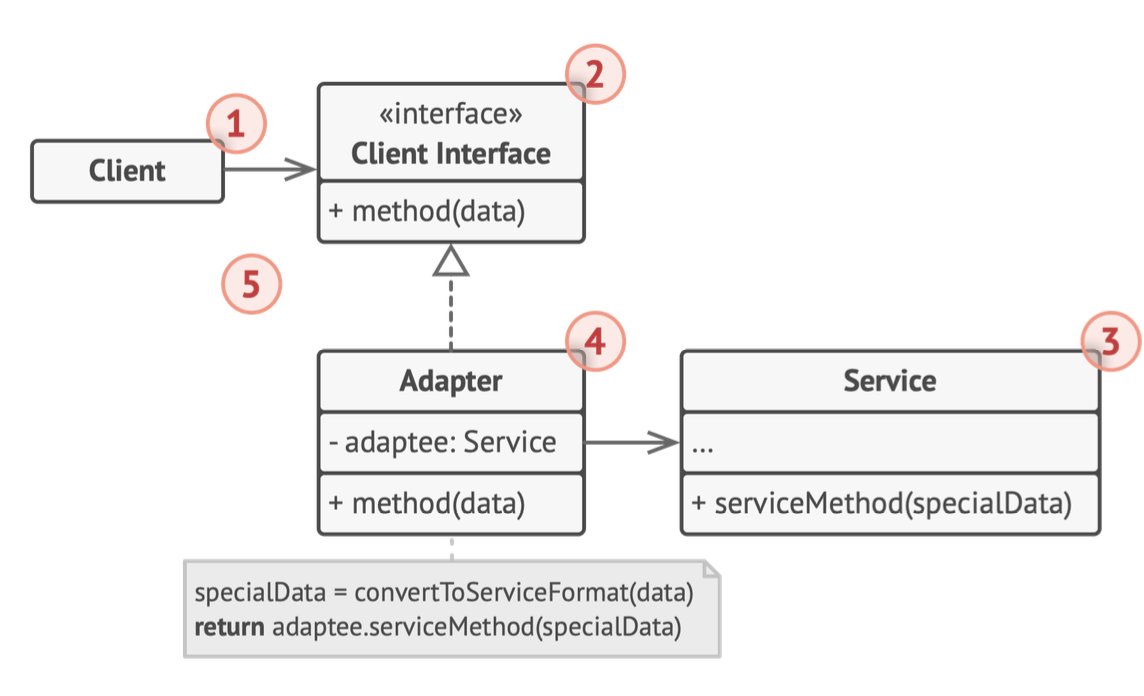 1
Client
2
«interface»
Client Interface
+ method(data)
5
4
Adapter
- adaptee: Service
+ method(data)
3
Service
...
+ serviceMethod(specialData)
specialData = convertToServiceFormat(data)
return adaptee.serviceMethod(specialData)